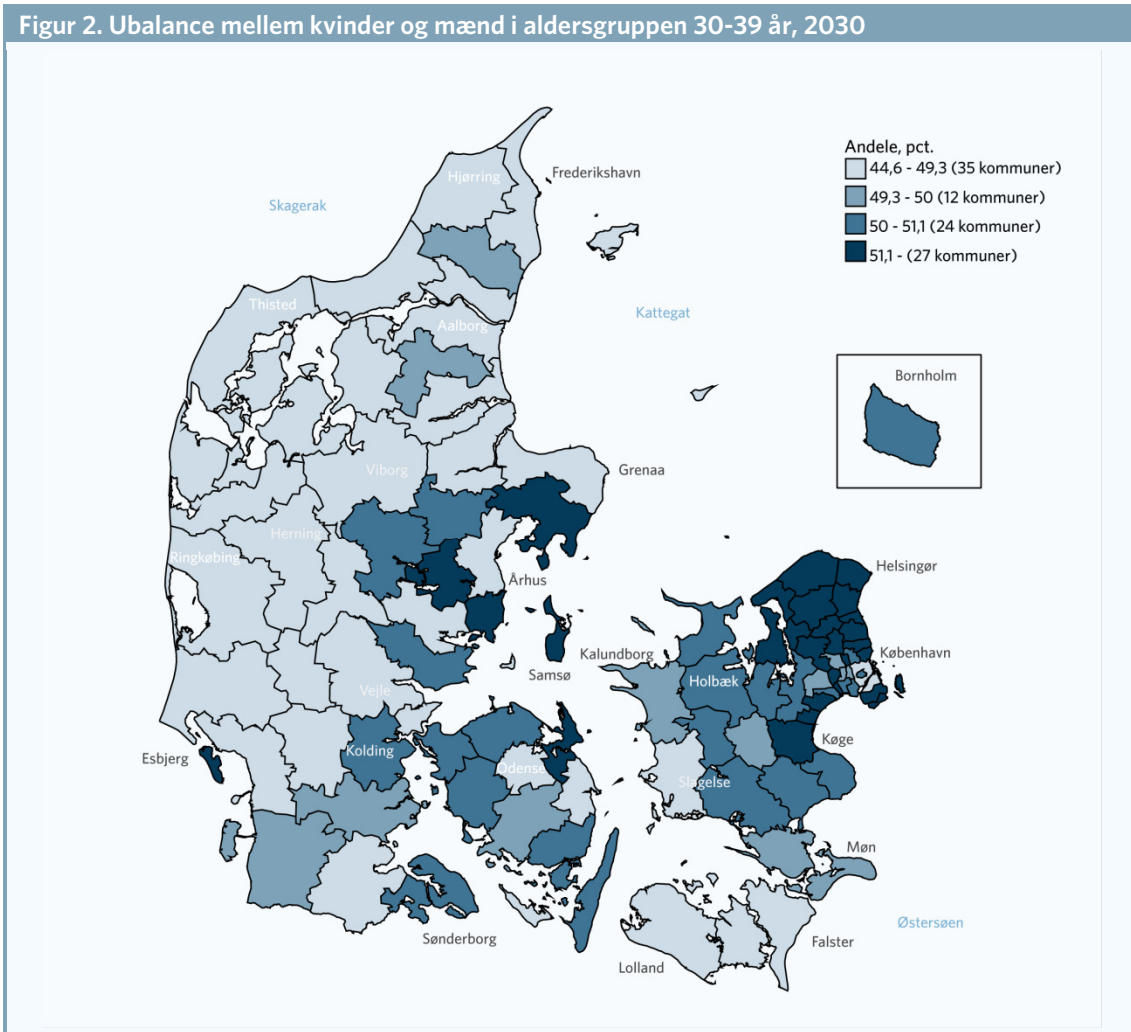 Figur 2. Ubalance mellem kvinder og mænd i aldersgruppen 30-39 år, 2030
Andele, pct.
44,6 - 49,3 (35 kommuner)
49,3 - 50 (12 kommuner)
50 - 51,1 (24 kommuner)
51,1 - (27 kommuner)
Hjørring
Frederikshavn
Skagerak
Thisted
Aalborg
Kattegat
Bornholm
Viborg
Grenaa
Herning
Ringkøbing
Århus
Helsingør
Kalundborg
København
Samsø
Holbæk
Vejle
Køge
Esbjerg
Kolding
Odense
Slagelse
Møn
Sønderborg
Østersøen
Falster
Lolland